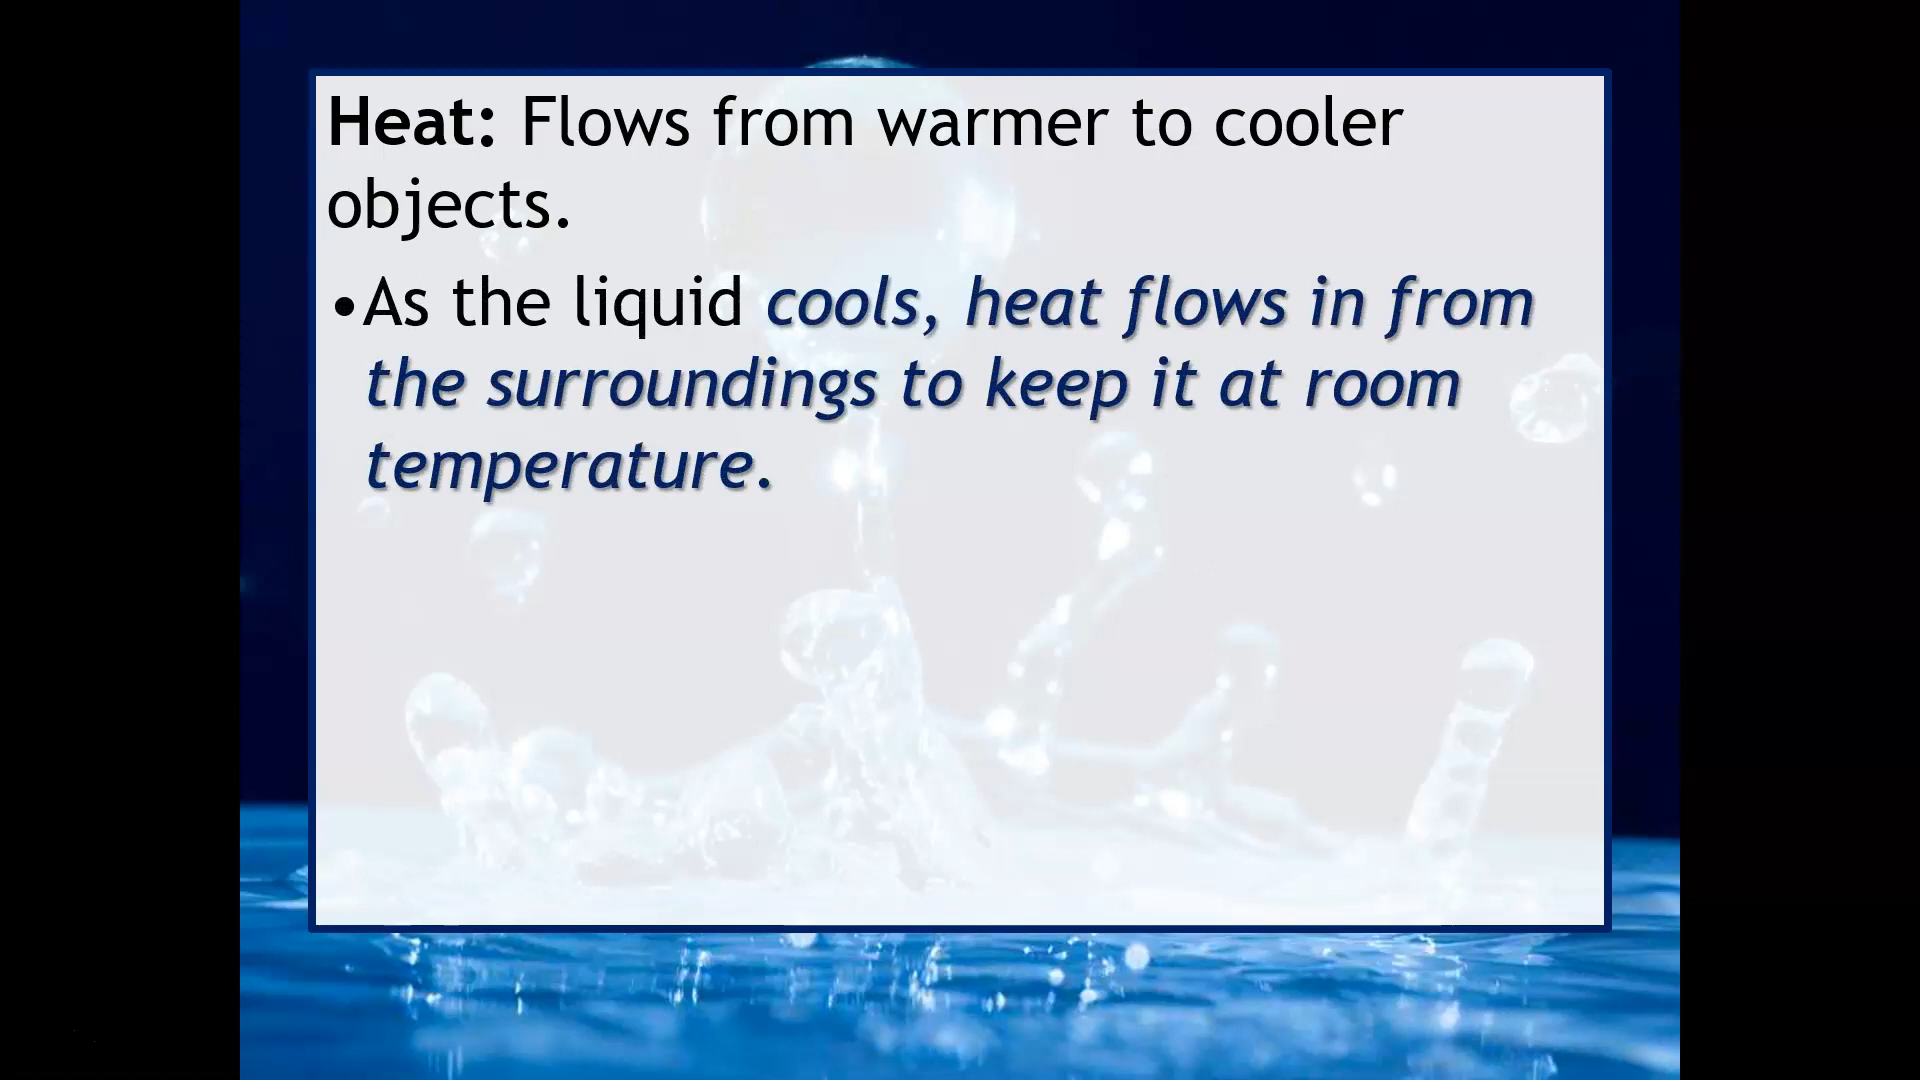 Heat: Flows from warmer to cooler
objects.
•As the liquid cools, heat flows in from
the surroundings to keep it at room
temperature.